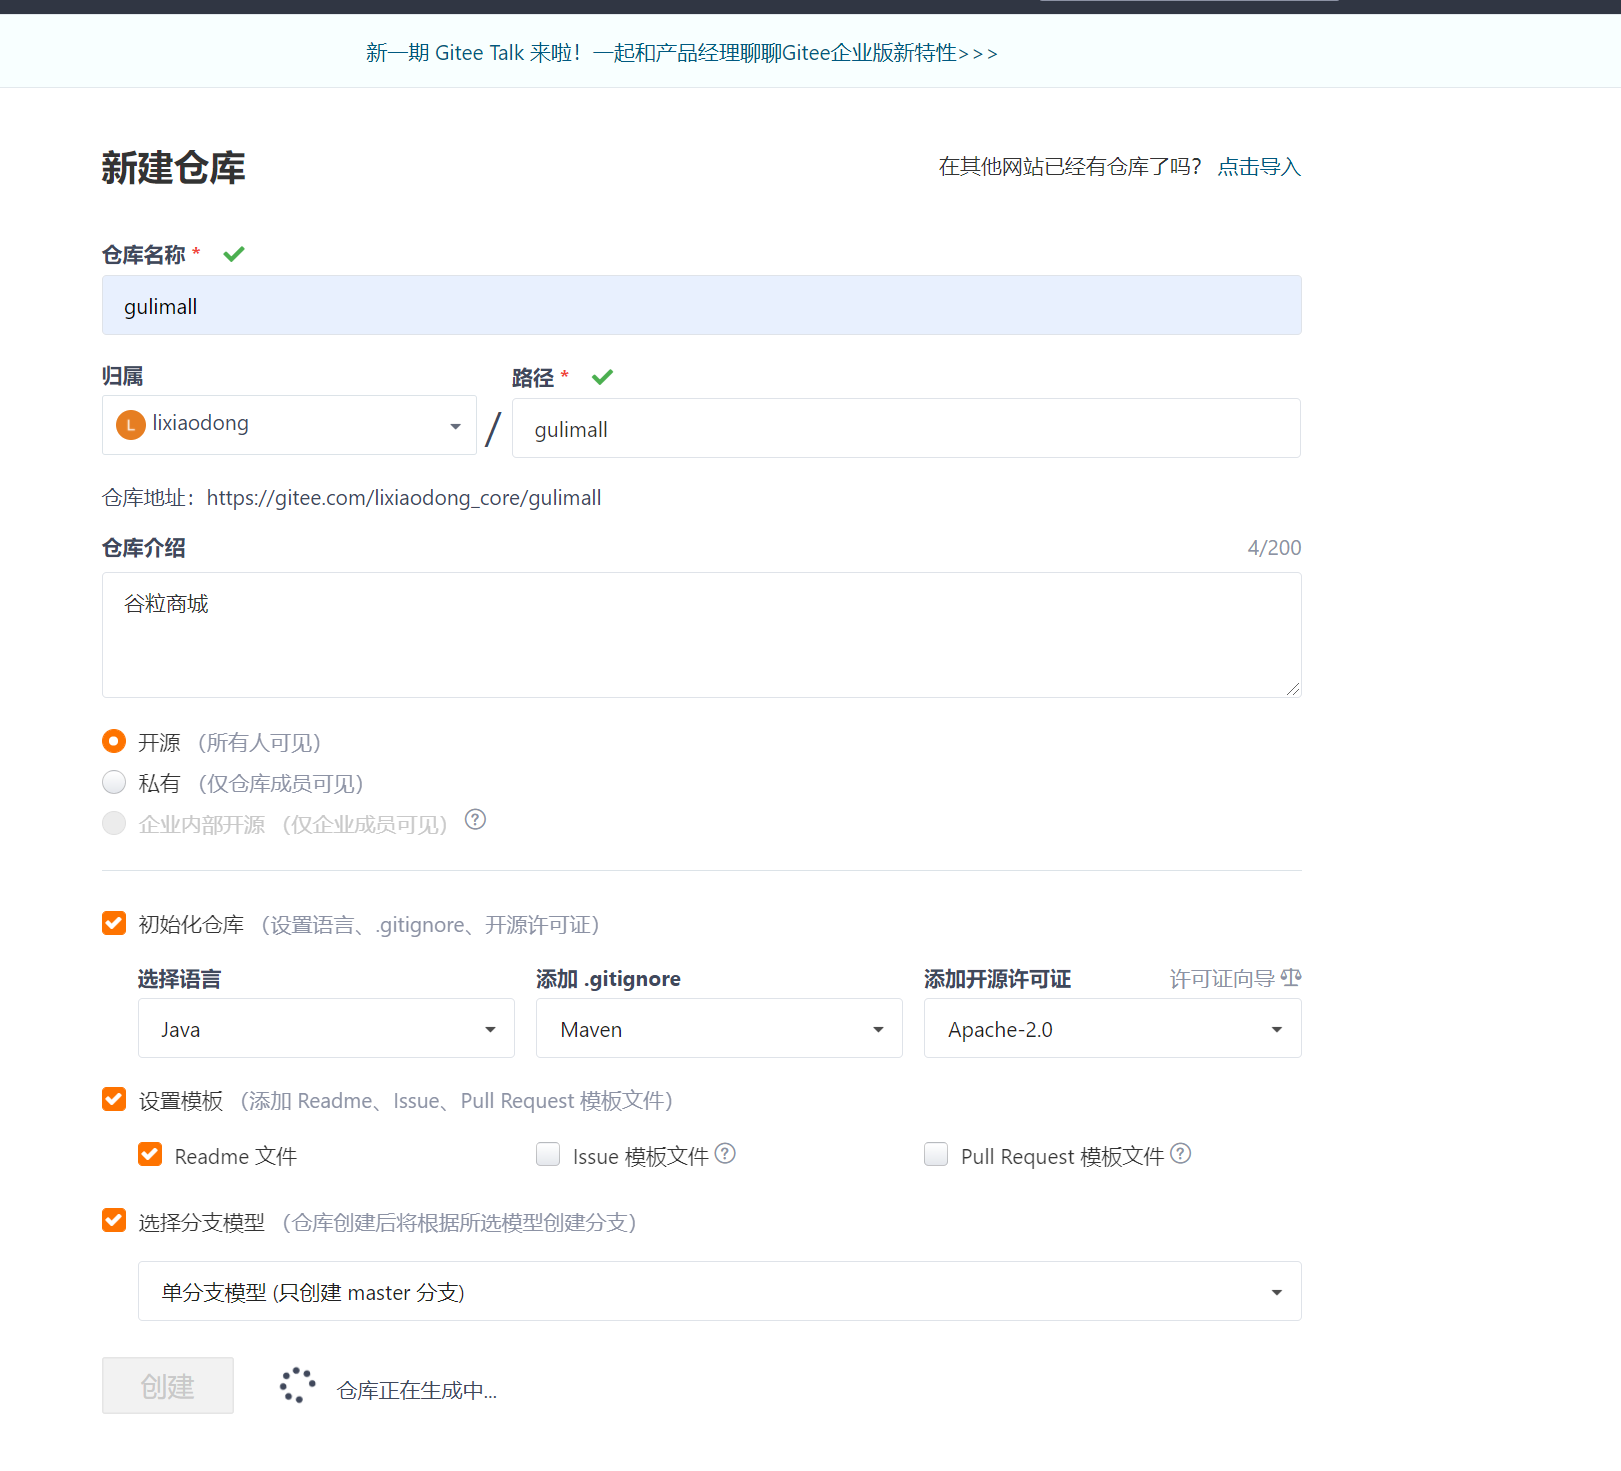 新一期 Gitee Talk 来啦！一起和产品经理聊聊Gitee企业版新特性>>>
新建仓库
在其他网站已经有仓库了吗？ 点击导入
仓库名称 *
gulimall
归属
路径 *
L lixiaodong
/
gulimall
仓库地址：https://gitee.com/lixiaodong_core/gulimall
仓库介绍
4/200
谷粒商城
开源 （所有人可见）
私有 （仅仓库成员可见）
企业内部开源 （仅企业成员可见） ?
初始化仓库 （设置语言、.gitignore、开源许可证）
选择语言
添加 .gitignore
添加开源许可证
许可证向导
Java
Maven
Apache-2.0
设置模板 （添加 Readme、Issue、Pull Request 模板文件）
Readme 文件
Issue 模板文件 ?
Pull Request 模板文件 ?
选择分支模型 （仓库创建后将根据所选模型创建分支）
单分支模型 (只创建 master 分支)
创建
仓库正在生成中...